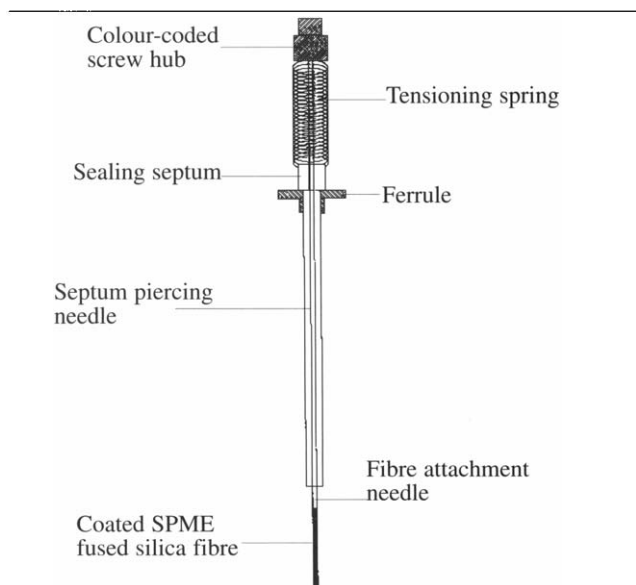 Colour-coded
screw hub
Tensioning spring
Sealing septum
Ferrule
Septum piercing
needle
Fibre attachment
needle
Coated SPME
fused silica fibre